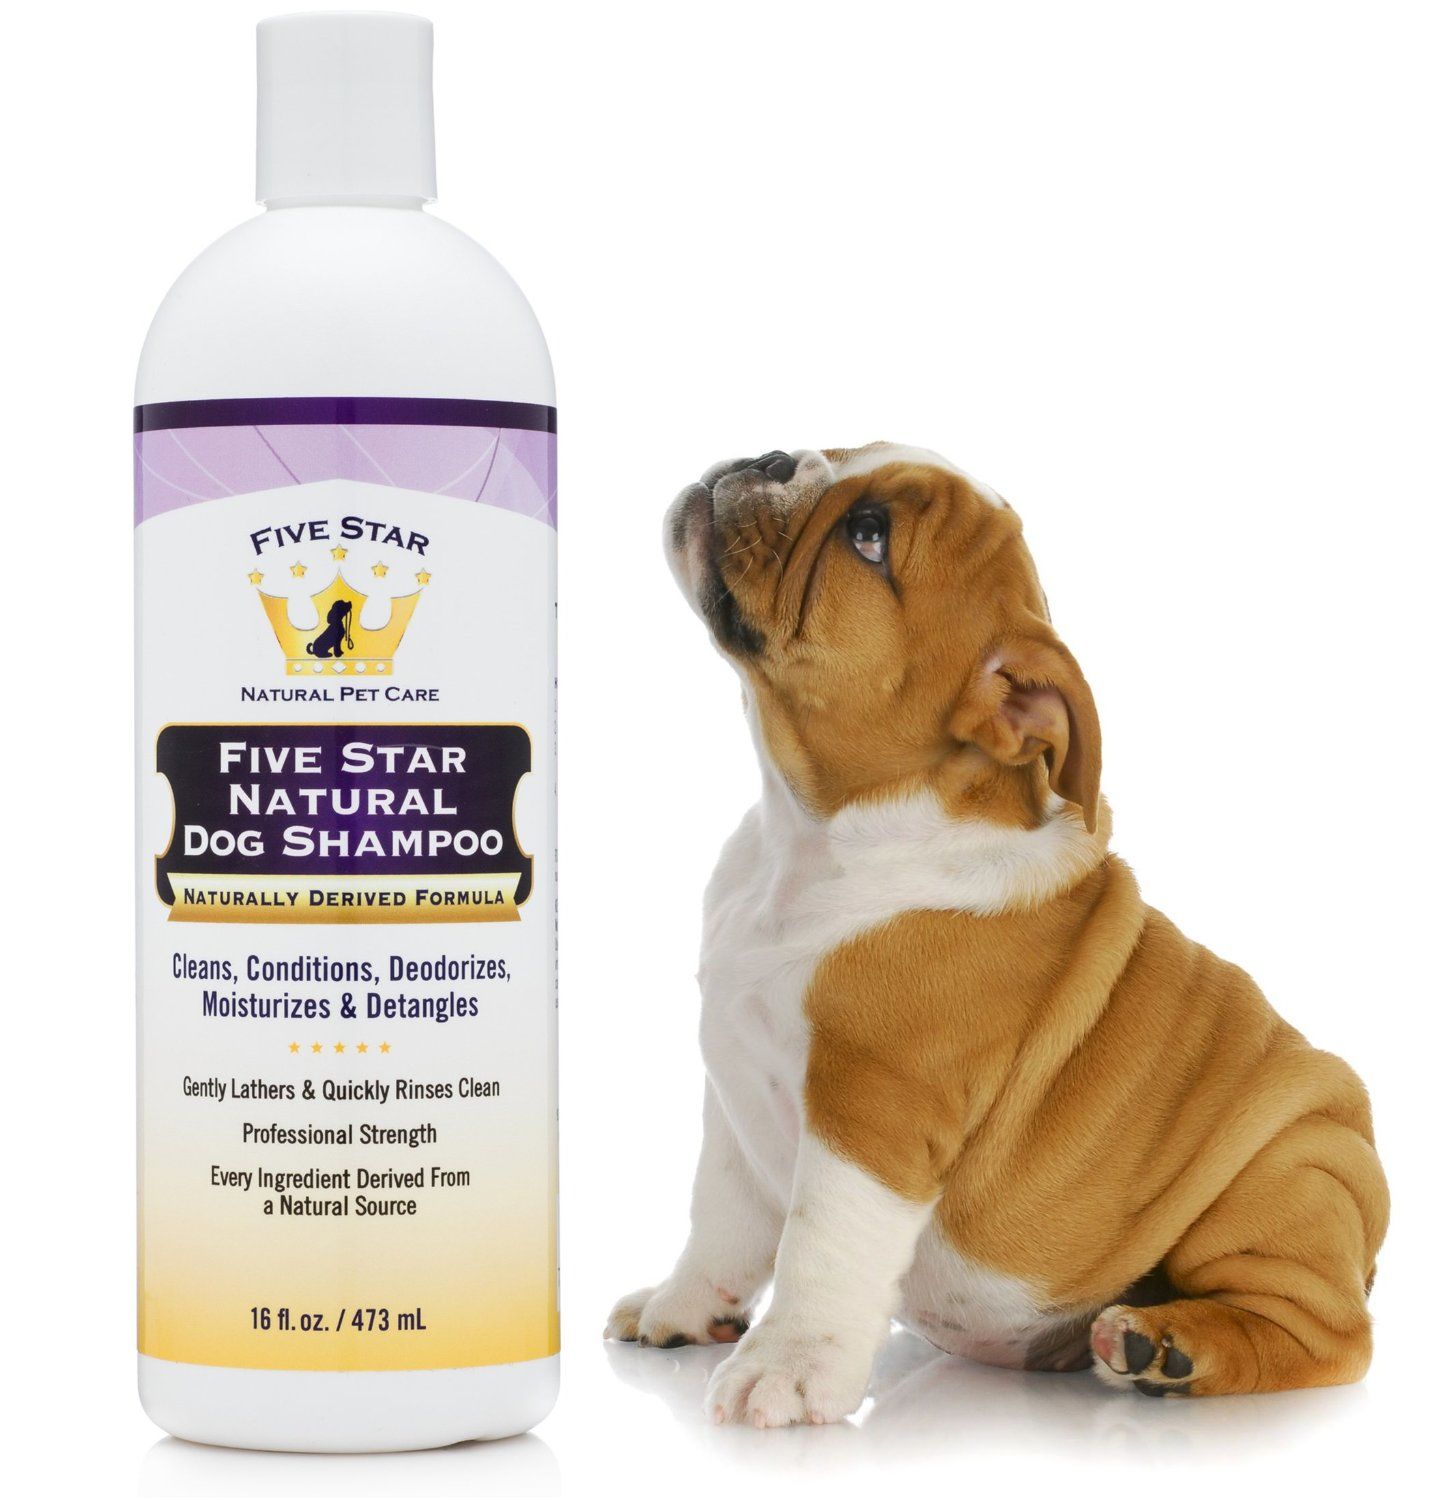 FIVE STAR
NATURAL PET CARE
FIVE STAR
NATURAL
DOG SHAMPOO
NATURALLY DERIVED FORMULA
Cleans, Conditions, Deodorizes,
Moisturizes & Detangles
Gently Lathers & Quickly Rinses Clean
Professional Strength
Every Ingredient Derived From
a Natural Source
16 fl. oz. / 473 mL